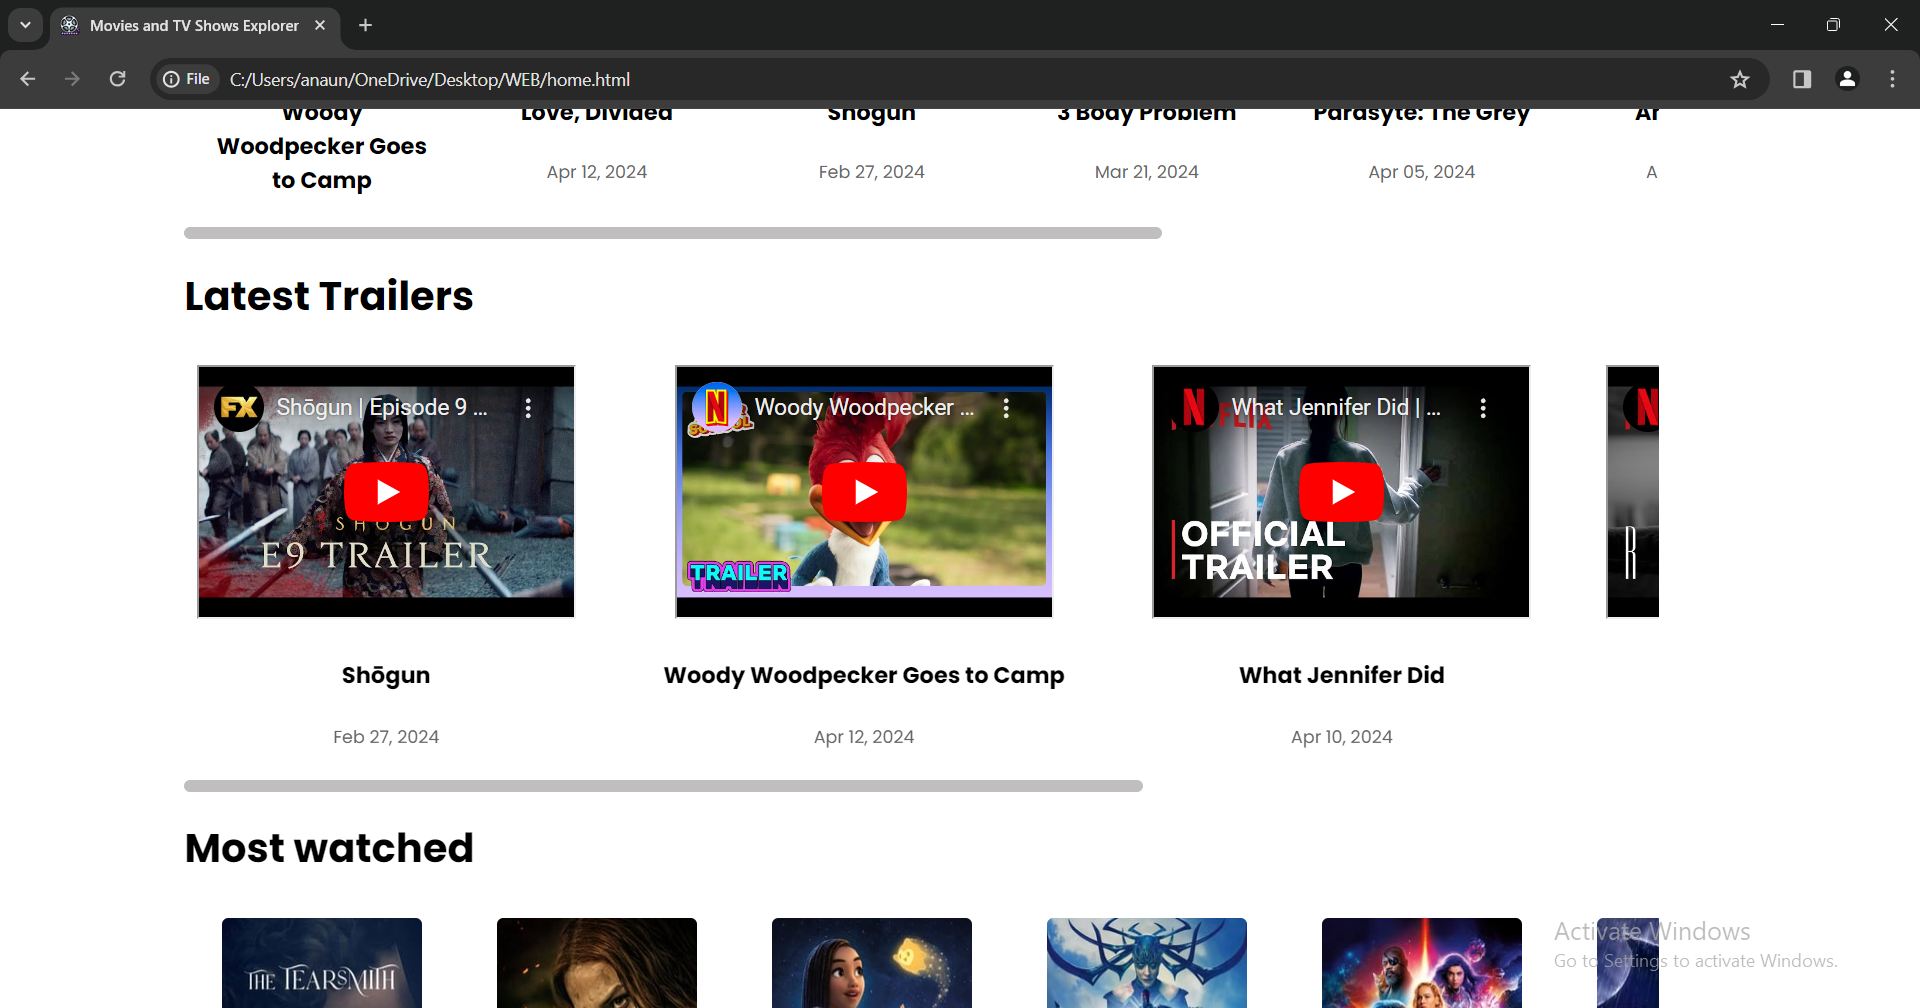 Movies and TV Shows Explorer
File C:/Users/anaun/OneDrive/Desktop/WEB/home.html
Woody
Woodpecker Goes
to Camp
Love, Divided
Shogun
3 Body Problem
Parasyte: The Grey
Ar
Apr 12, 2024
Feb 27, 2024
Mar 21, 2024
Apr 05, 2024
A
Latest Trailers
FX Shōgun | Episode 9 ...
SHOGUN
E9 TRAILER
N Woody Woodpecker ...
TRAILER
N What Jennifer Did | ...
FLIX
OFFICIAL
TRAILER
N
R
Shōgun
Woody Woodpecker Goes to Camp
What Jennifer Did
Feb 27, 2024
Apr 12, 2024
Apr 10, 2024
Most watched
THE TEARSMITH
Activate Windows
Go to Settings to activate Windows.